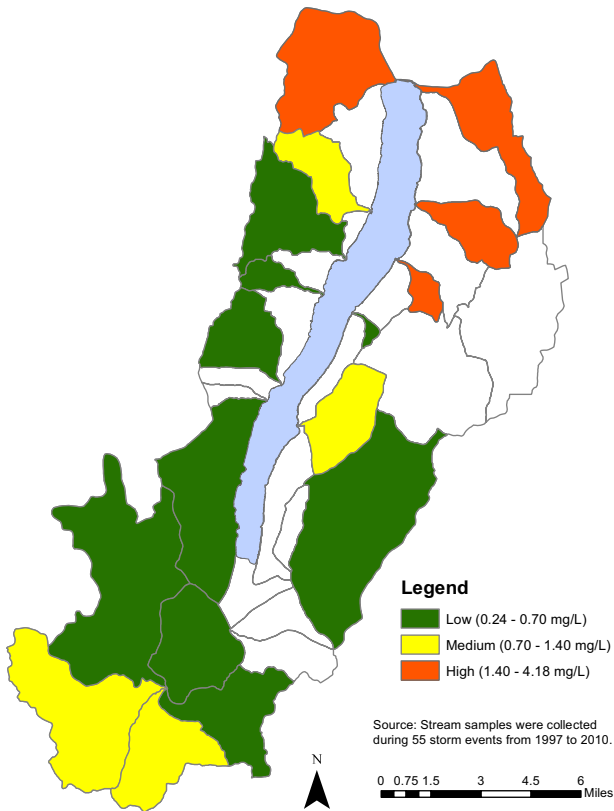 Legend
Low (0.24 - 0.70 mg/L)
Medium (0.70 - 1.40 mg/L)
High (1.40 - 4.18 mg/L)
Source: Stream samples were collected
during 55 storm events from 1997 to 2010.
N
0 0.75 1.5 3 4.5 6
Miles